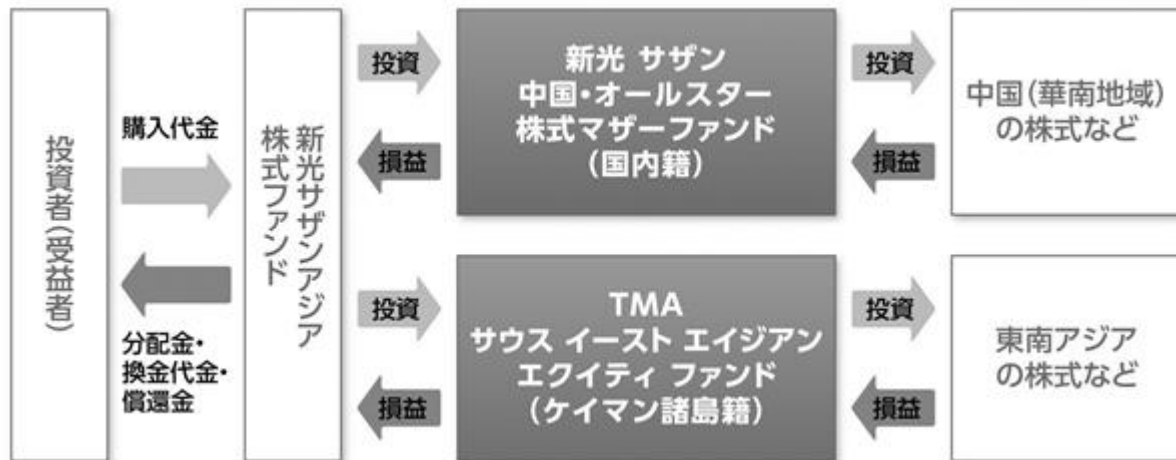 投資者(受益者)
購入代金
分配金・
換金代金・
償還金
新光サザンアジア
株式ファンド
投資
損益
新光 サザン
中国・オールスター
株式マザーファンド
(国内籍)
投資
損益
中国(華南地域)
の株式など
投資
損益
TMA
サウス イースト エイジアン
エクイティ ファンド
(ケイマン諸島籍)
投資
損益
東南アジア
の株式など